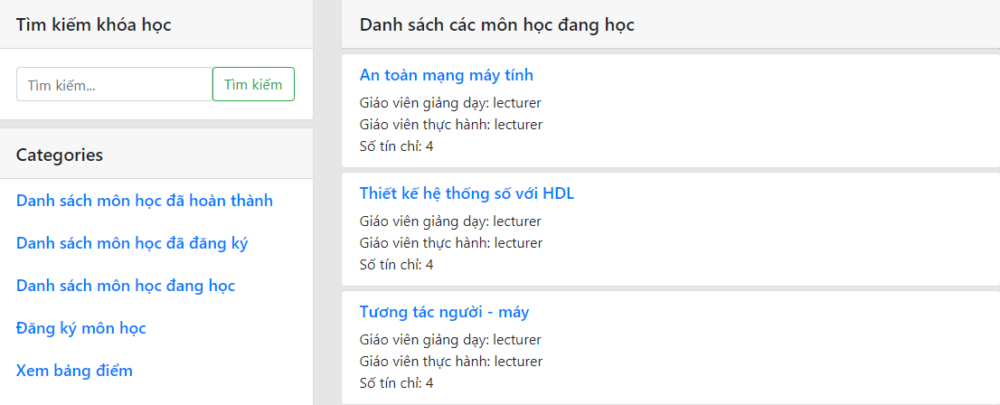 Tìm kiếm khóa học
Tìm kiếm...
Tìm kiếm
Categories
Danh sách môn học đã hoàn thành
Danh sách môn học đã đăng ký
Danh sách môn học đang học
Đăng ký môn học
Xem bảng điểm
Danh sách các môn học đang học
An toàn mạng máy tính
Giáo viên giảng dạy: lecturer
Giáo viên thực hành: lecturer
Số tín chỉ: 4
Thiết kế hệ thống số với HDL
Giáo viên giảng dạy: lecturer
Giáo viên thực hành: lecturer
Số tín chỉ: 4
Tương tác người - máy
Giáo viên giảng dạy: lecturer
Giáo viên thực hành: lecturer
Số tín chỉ: 4